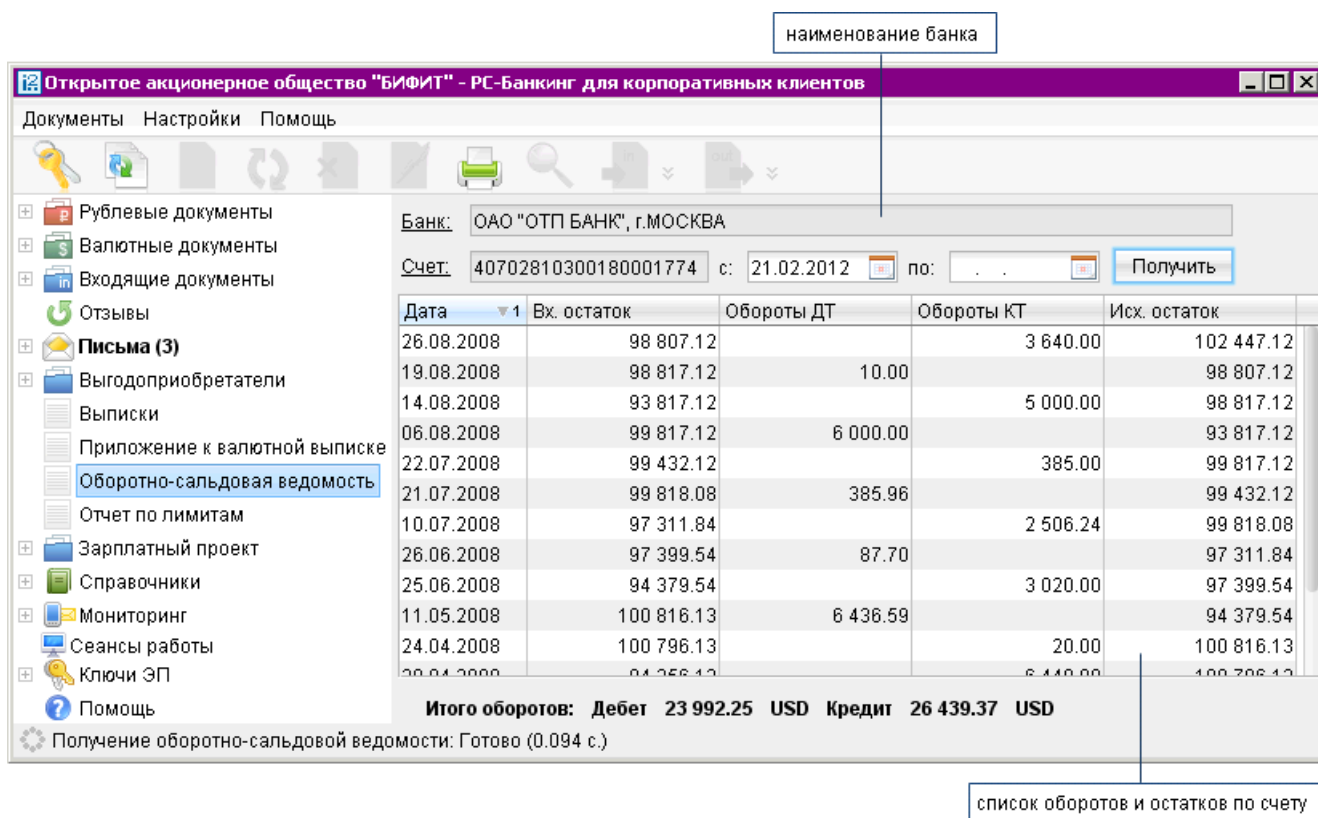 наименование банка
Открытое акционерное общество "БИФИТ" - РС-Банкинг для корпоративных клиентов
Документы Настройки Помощь
in out
Рублевые документы
Валютные документы
Входящие документы
Отзывы
Письма (3)
Выгодоприобретатели
Выписки
Приложение к валютной выписке
Оборотно-сальдовая ведомость
Отчет по лимитам
Зарплатный проект
Справочники
Мониторинг
Сеансы работы
Ключи ЭП
Помощь
Банк: ОАО "ОТП БАНК", г.МОСКВА
Счет: 40702810300180001774 с: 21.02.2012 по: . . Получить
Дата 1 Вх. остаток Обороты ДТ Обороты КТ Исх. остаток
26.08.2008 98 807.12 3 640.00 102 447.12
19.08.2008 98 817.12 10.00 98 807.12
14.08.2008 93 817.12 5 000.00 98 817.12
06.08.2008 99 817.12 6 000.00 93 817.12
22.07.2008 99 432.12 385.00 99 817.12
21.07.2008 99 818.08 385.96 99 432.12
10.07.2008 97 311.84 2 506.24 99 818.08
26.06.2008 97 399.54 87.70 97 311.84
25.06.2008 94 379.54 3 020.00 97 399.54
11.05.2008 100 816.13 6 436.59 94 379.54
24.04.2008 100 796.13 20.00 100 816.13
Итого оборотов: Дебет 23 992.25 USD Кредит 26 439.37 USD
Получение оборотно-сальдовой ведомости: Готово (0.094 с.)
список оборотов и остатков по счету